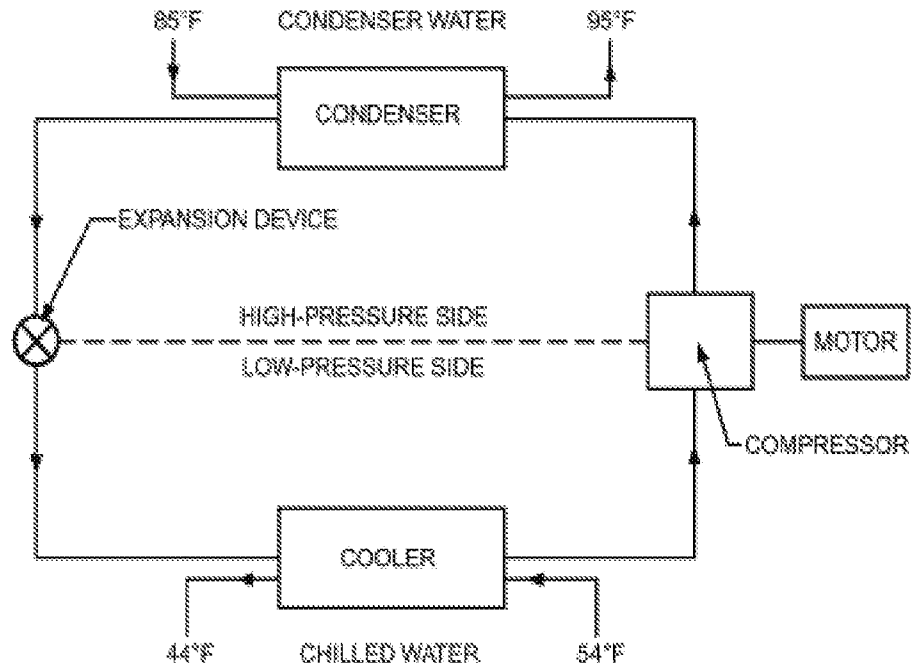 85°F CONDENSER WATER 95°F
CONDENSER
EXPANSION DEVICE
HIGH-PRESSURE SIDE
MOTOR
LOW-PRESSURE SIDE
COMPRESSOR
COOLER
44°F CHILLED WATER 54°F